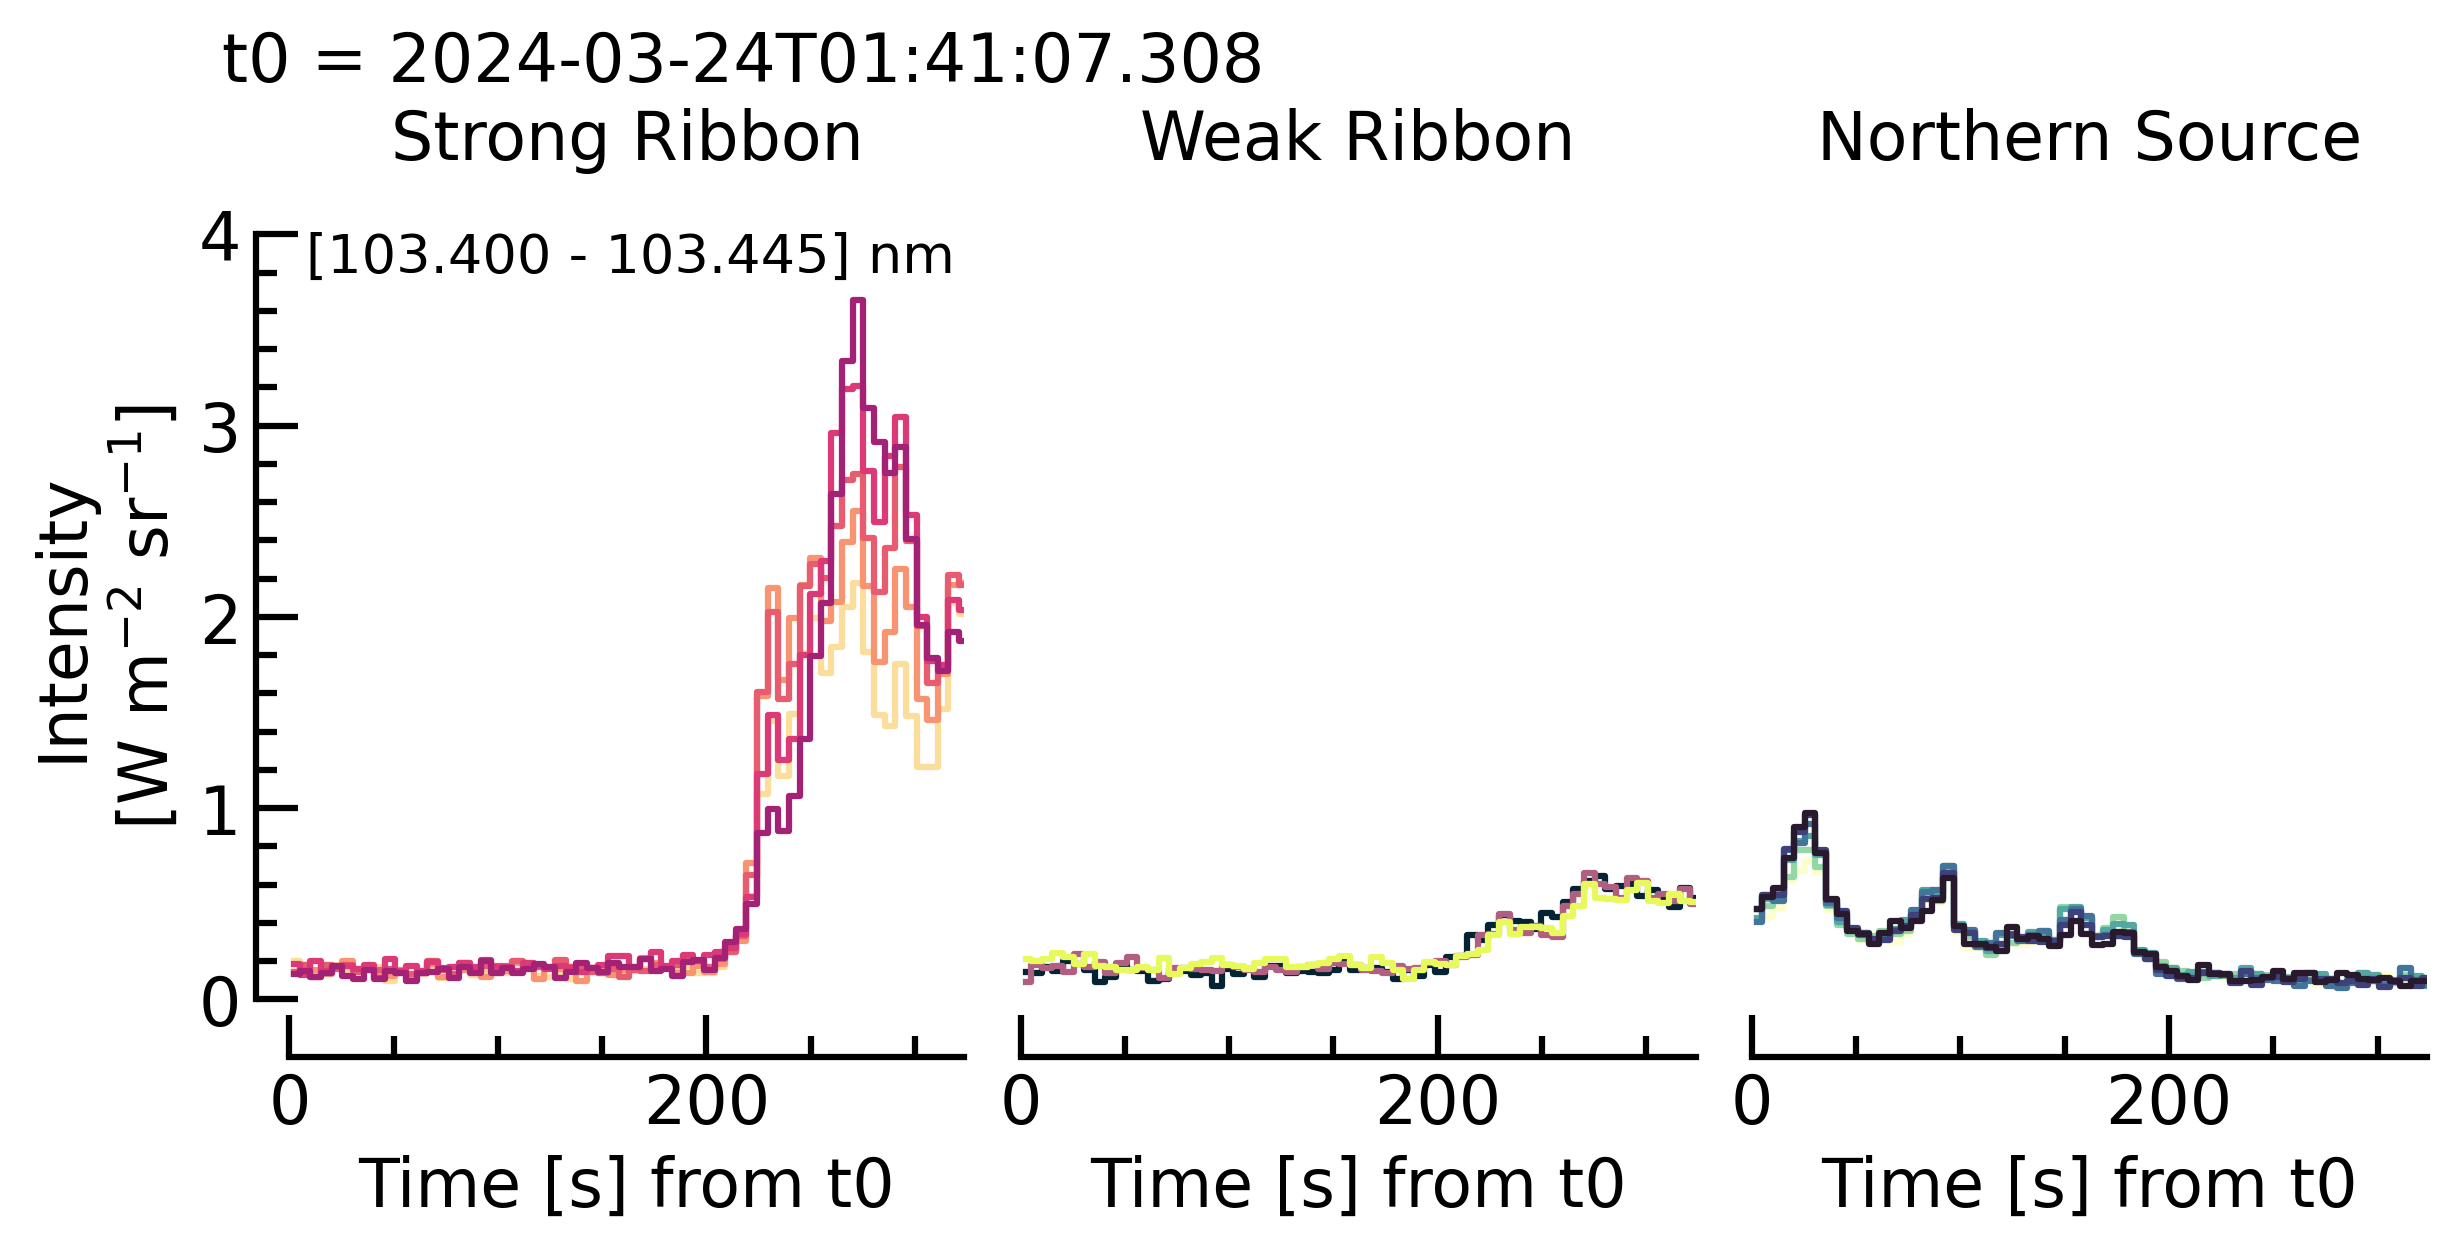 t0 = 2024-03-24T01:41:07.308
Strong Ribbon
Weak Ribbon
Northern Source
[103.400 - 103.445] nm
Intensity
[W m⁻² sr⁻¹]
4
3
2
1
0
0 200
0 200
0 200
Time [s] from t0
Time [s] from t0
Time [s] from t0